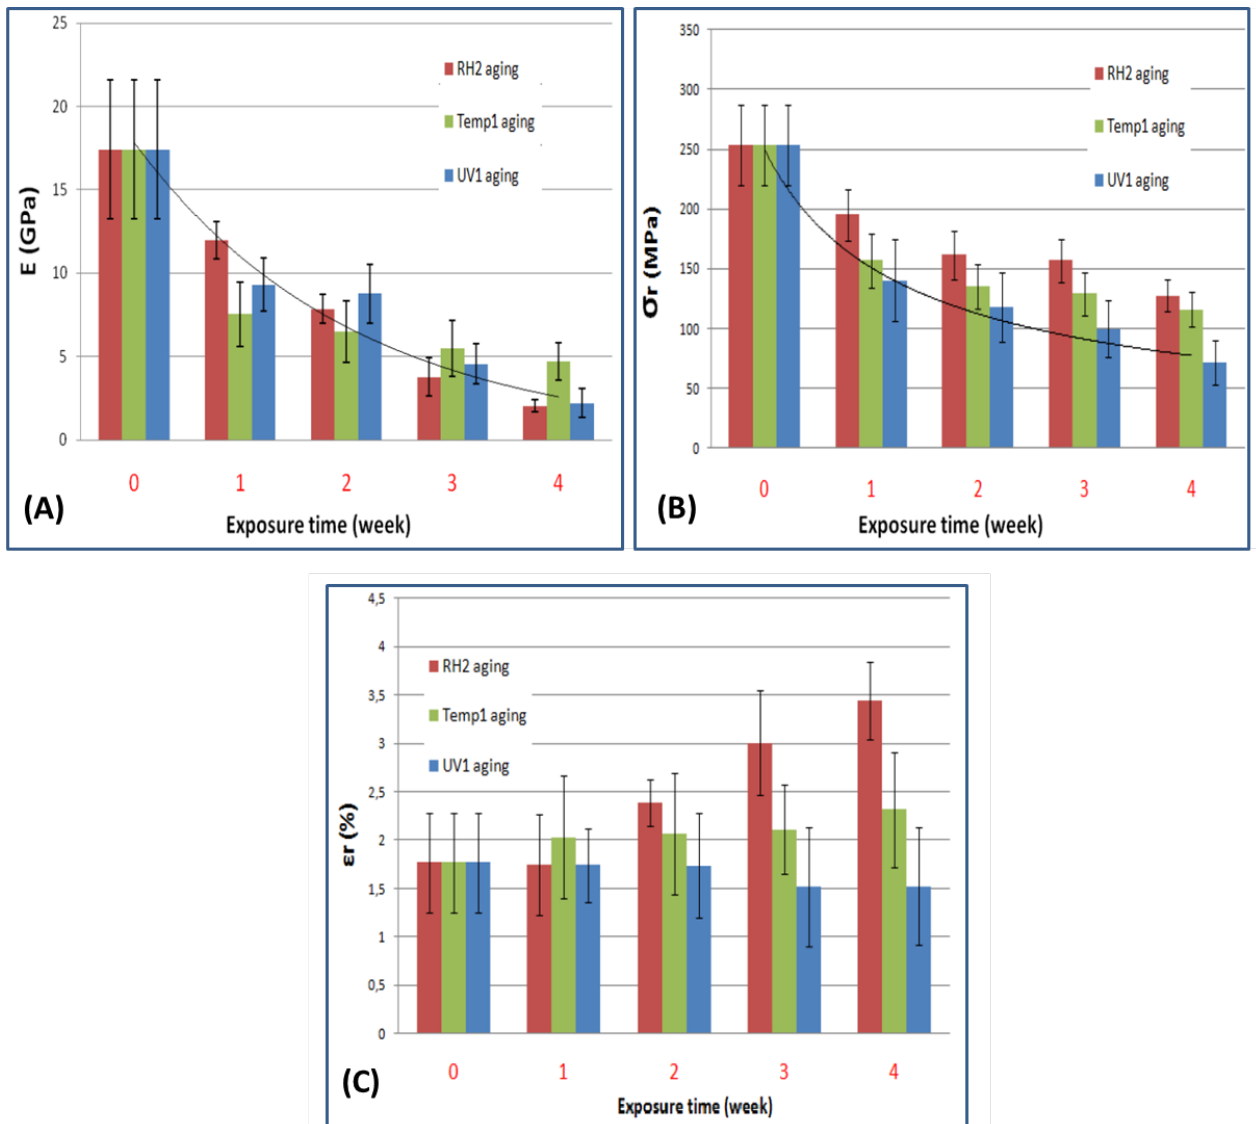 25
20
15
10
5
0
E (GPa)
RH2 aging
Temp1 aging
UV1 aging
0 1 2 3 4
(A)
Exposure time (week)
350
300
250
200
150
100
50
0
σr (MPa)
RH2 aging
Temp1 aging
UV1 aging
0 1 2 3 4
(B)
Exposure time (week)
4,5
4
3,5
3
2,5
2
1,5
1
0,5
0
εr (%)
RH2 aging
Temp1 aging
UV1 aging
0 1 2 3 4
(C)
Exposure time (week)